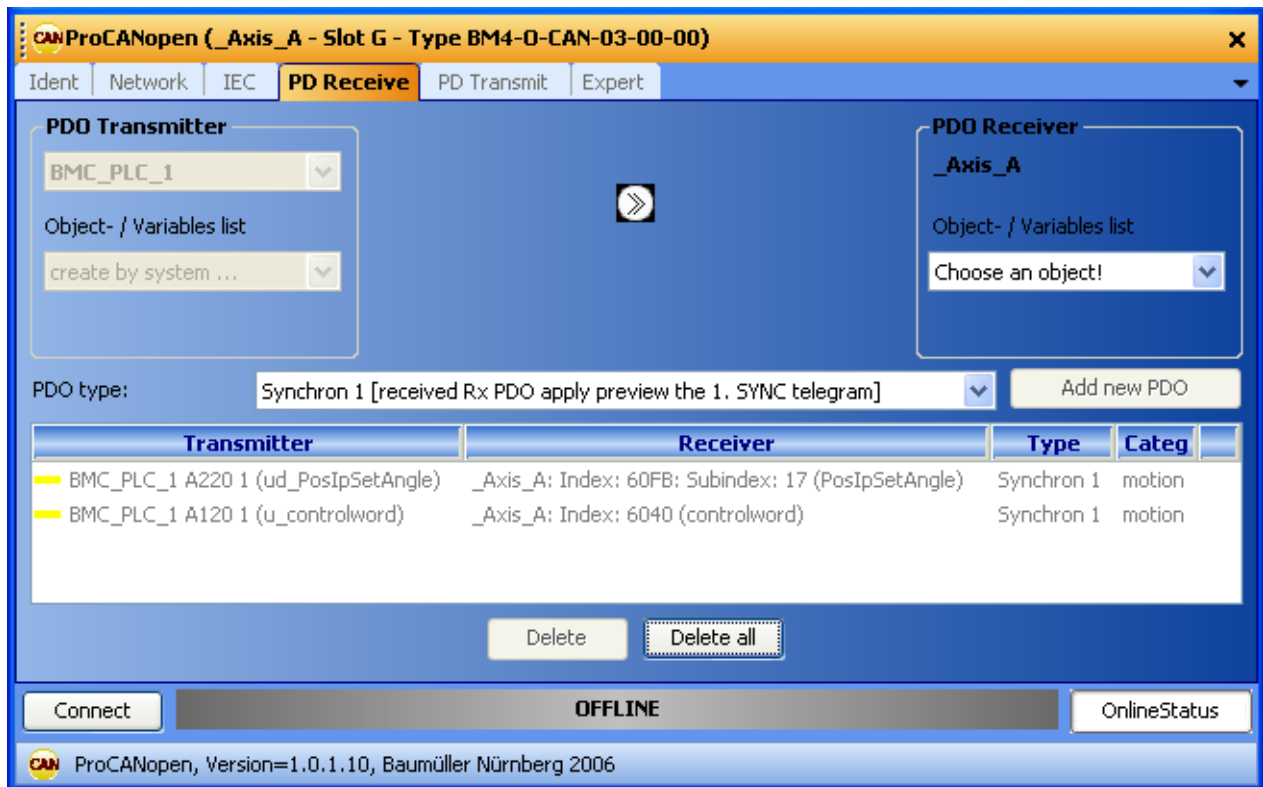 CAN ProCANopen (_Axis_A - Slot G - Type BM4-O-CAN-03-00-00)
Ident Network IEC PD Receive PD Transmit Expert
PDO Transmitter
BMC_PLC_1
Object- / Variables list
create by system ...
PDO Receiver
_Axis_A
Object- / Variables list
Choose an object!
PDO type: Synchron 1 [received Rx PDO apply preview the 1. SYNC telegram] Add new PDO
Transmitter Receiver Type Categ
BMC_PLC_1 A220 1 (ud_PosIpSetAngle) _Axis_A: Index: 60FB: Subindex: 17 (PosIpSetAngle) Synchron 1 motion
BMC_PLC_1 A120 1 (u_controlword) _Axis_A: Index: 6040 (controlword) Synchron 1 motion
Delete Delete all
Connect OFFLINE OnlineStatus
CAN ProCANopen, Version=1.0.1.10, Baumüller Nürnberg 2006